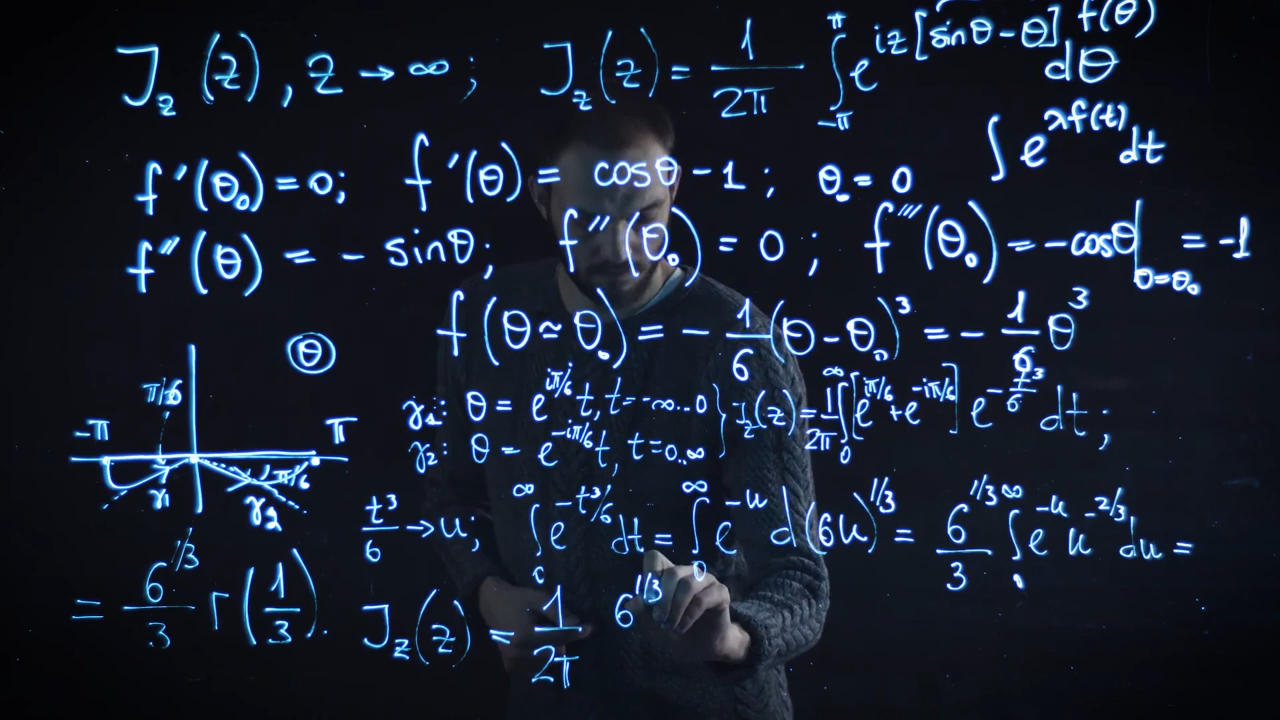 J_z(z), z → ∞; J_z(z) = 1/2π ∫_{-π}^{π} e^{iz[sinθ-θ]} dθ f(θ)
∫ e^{λf(t)} dt
f'(θ₀) = 0; f'(θ) = cosθ - 1; θ₀ = 0
f''(θ) = - sinθ; f''(θ₀) = 0; f'''(θ₀) = -cosθ|_{θ=θ₀} = -1
f(θ ≃ θ₀) = - 1/6 (θ - θ₀)³ = - 1/6 θ³
θ
-π π
π/6
γ₁ γ₂ π/6
γ₁: θ = e^{iπ/6} t, t = -∞..0
γ₂: θ = e^{-iπ/6} t, t = 0..∞
} J_z(z) = 1/2π ∫_0^∞ [e^{iπ/6} + e^{-iπ/6}] e^{-t³/6} dt;
t³/6 → u; ∫_0^∞ e^{-t³/6} dt = ∫_0^∞ e^{-u} d(6u)^{1/3} = 6^{1/3}/3 ∫_0^∞ e^{-u} u^{-2/3} du =
= 6^{1/3}/3 Γ(1/3). J_z(z) = 1/2π 6^{1/3}